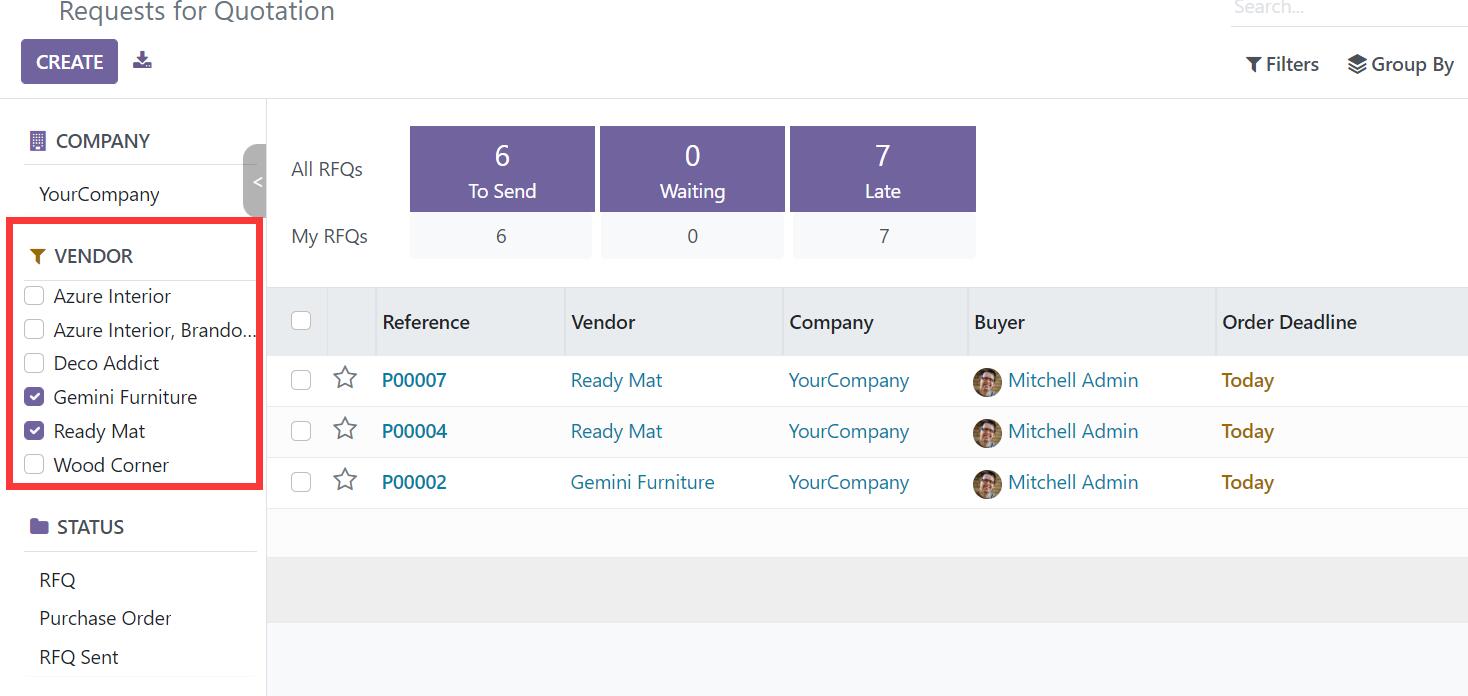 Requests for Quotation
Search...
CREATE
Filters
Group By
COMPANY
YourCompany
VENDOR
Azure Interior
Azure Interior, Brando...
Deco Addict
Gemini Furniture
Ready Mat
Wood Corner
STATUS
RFQ
Purchase Order
RFQ Sent
<
All RFQs
6
To Send
0
Waiting
7
Late
My RFQs
6
0
7
Reference Vendor Company Buyer Order Deadline
P00007 Ready Mat YourCompany Mitchell Admin Today
P00004 Ready Mat YourCompany Mitchell Admin Today
P00002 Gemini Furniture YourCompany Mitchell Admin Today